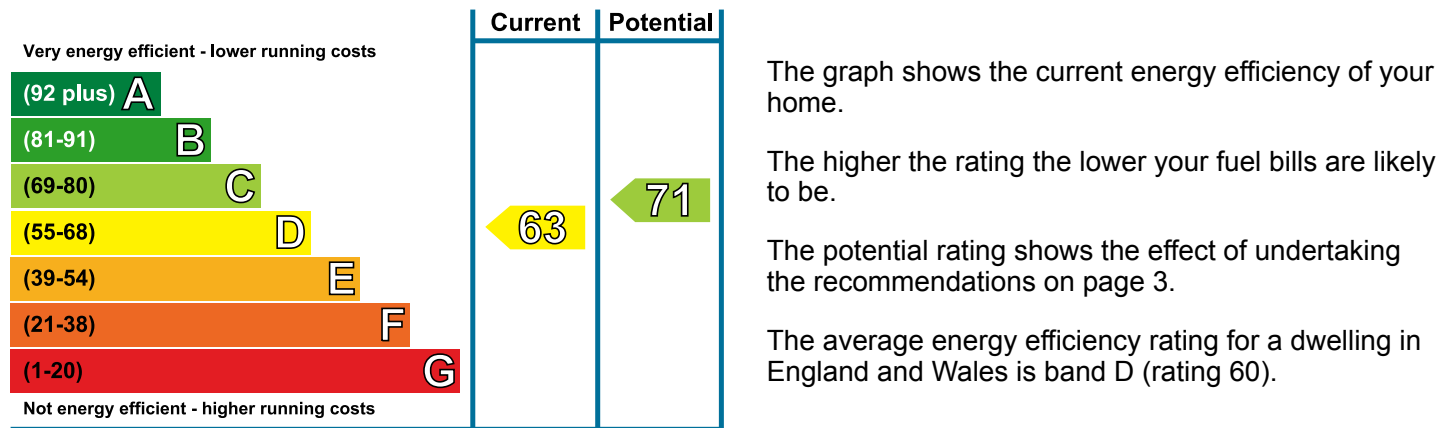 Current Potential
Very energy efficient - lower running costs
(92 plus) A
(81-91) B
(69-80) C
(55-68) D
(39-54) E
(21-38) F
(1-20) G
Not energy efficient - higher running costs
63
71
The graph shows the current energy efficiency of your
home.
The higher the rating the lower your fuel bills are likely
to be.
The potential rating shows the effect of undertaking
the recommendations on page 3.
The average energy efficiency rating for a dwelling in
England and Wales is band D (rating 60).